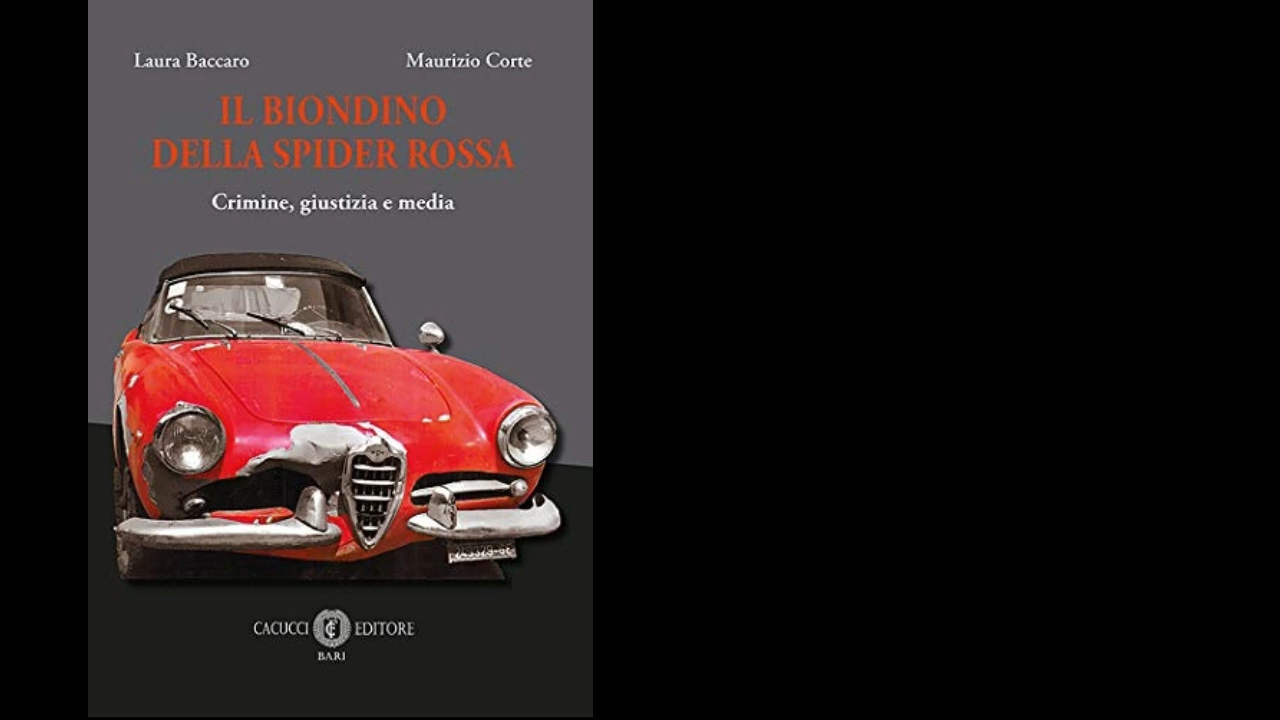 Laura Baccaro Maurizio Corte
IL BIONDINO
DELLA SPIDER ROSSA
Crimine, giustizia e media
CACUCCI EDITORE
BARI